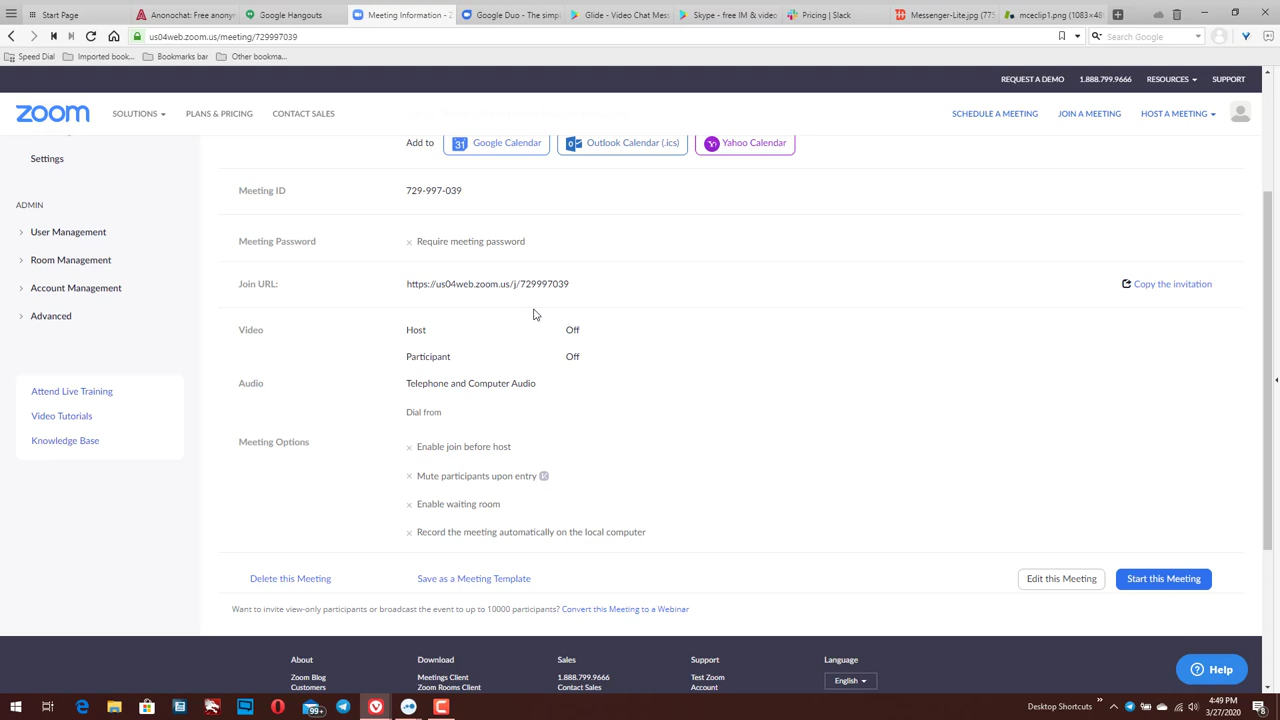 Start Page
Anonachat: Free anony
Google Hangouts
Meeting Information - Z
Google Duo - The simpl
Glide - Video Chat Mess
Skype - free IM & video
Pricing | Slack
Messenger-Lite.jpg (775
mceclip1.png (1083×48
us04web.zoom.us/meeting/729997039
Search Google
Speed Dial
Imported book...
Bookmarks bar
Other bookma...
REQUEST A DEMO
1.888.799.9666
RESOURCES
SUPPORT
zoom
SOLUTIONS
PLANS & PRICING
CONTACT SALES
SCHEDULE A MEETING
JOIN A MEETING
HOST A MEETING
Settings
ADMIN
User Management
Room Management
Account Management
Advanced
Attend Live Training
Video Tutorials
Knowledge Base
Add to
31 Google Calendar
Outlook Calendar (.ics)
Yahoo Calendar
Meeting ID
729-997-039
Meeting Password
× Require meeting password
Join URL:
https://us04web.zoom.us/j/729997039
Copy the invitation
Video
Host
Off
Participant
Off
Audio
Telephone and Computer Audio
Dial from
Meeting Options
× Enable join before host
× Mute participants upon entry
× Enable waiting room
× Record the meeting automatically on the local computer
Delete this Meeting
Save as a Meeting Template
Edit this Meeting
Start this Meeting
Want to invite view-only participants or broadcast the event to up to 10000 participants? Convert this Meeting to a Webinar
About
Zoom Blog
Customers
Download
Meetings Client
Zoom Rooms Client
Sales
1.888.799.9666
Contact Sales
Support
Test Zoom
Account
Language
English
Help
99+
Desktop Shortcuts
4:49 PM
3/27/2020
8